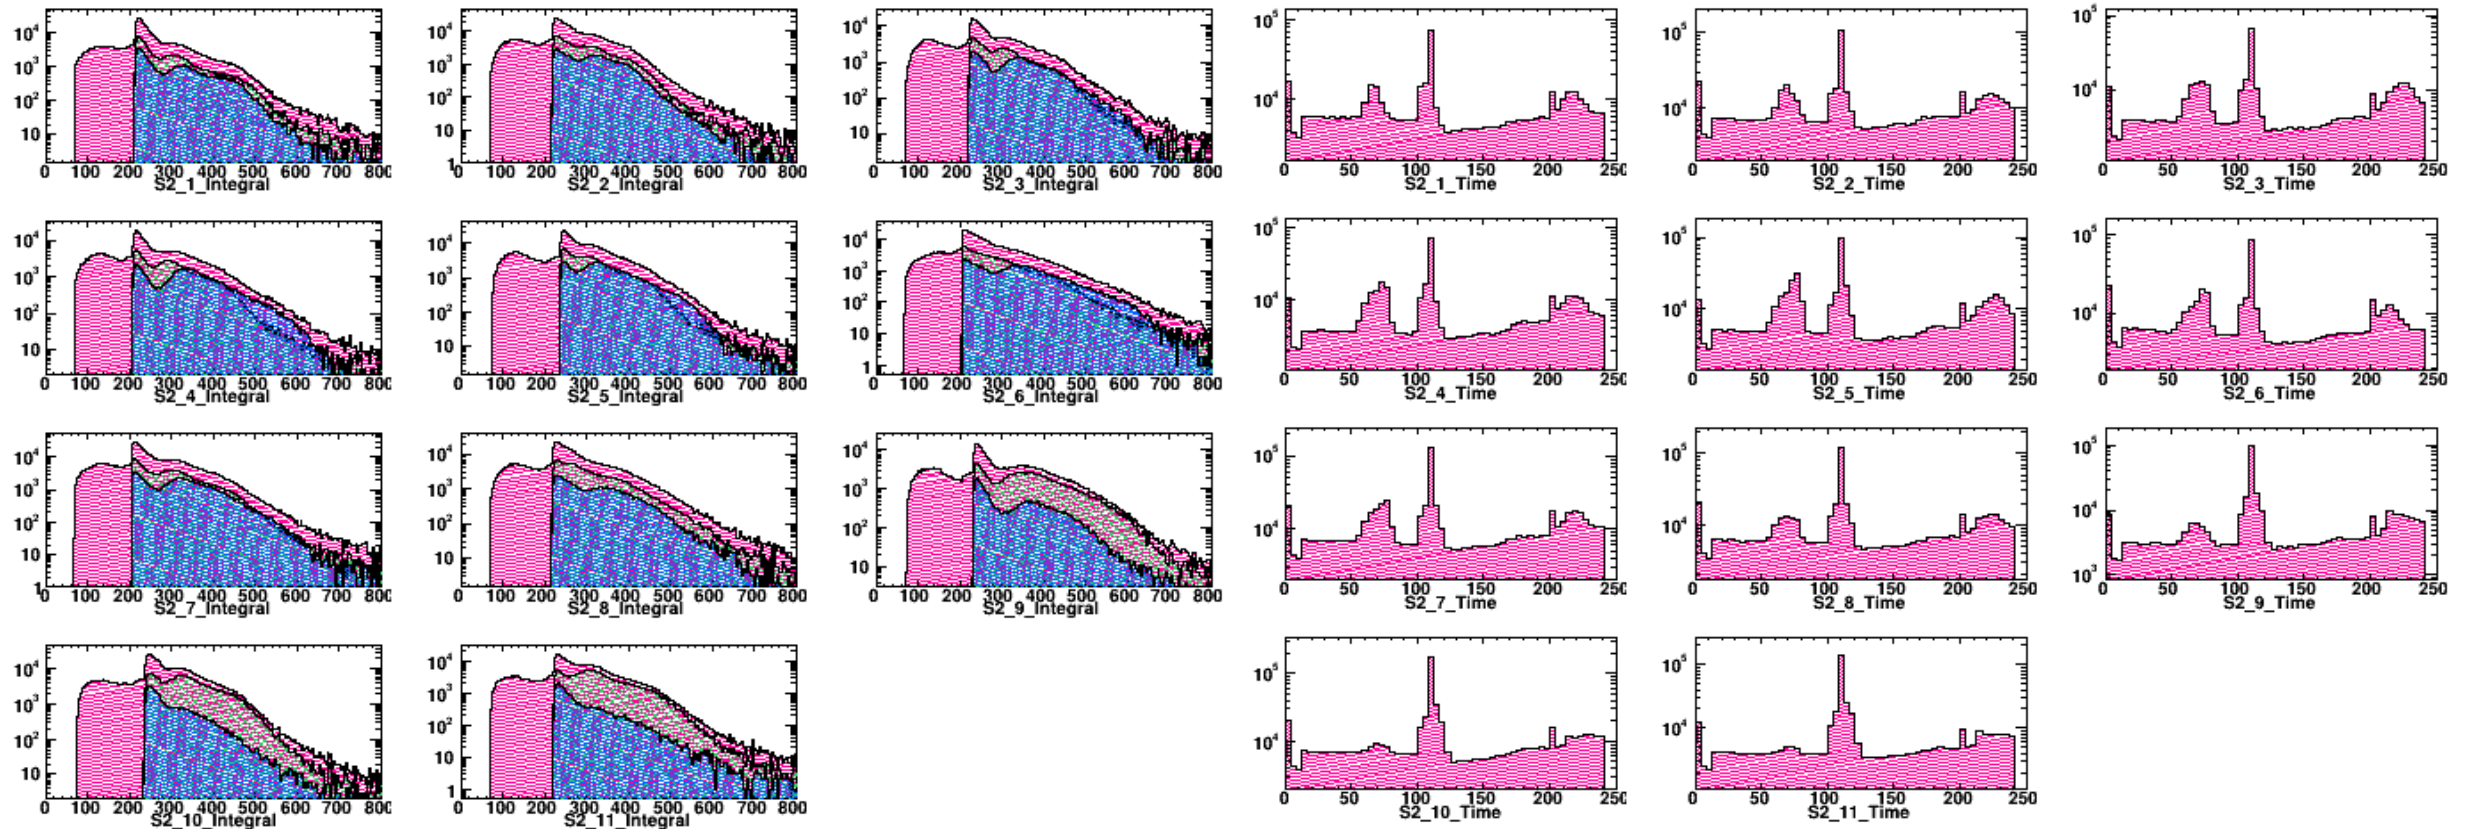 10⁴
10³
10²
10
0 100 200 300 400 500 600 700 800
S2_1_Integral
10⁴
10³
10²
10
1
0 100 200 300 400 500 600 700 800
S2_2_Integral
10⁴
10³
10²
10
0 100 200 300 400 500 600 700 800
S2_3_Integral
10⁵
10⁴
0 50 100 150 200 250
S2_1_Time
10⁵
10⁴
0 50 100 150 200 250
S2_2_Time
10⁵
10⁴
0 50 100 150 200 250
S2_3_Time
10⁴
10³
10²
10
0 100 200 300 400 500 600 700 800
S2_4_Integral
10⁴
10³
10²
10
0 100 200 300 400 500 600 700 800
S2_5_Integral
10⁴
10³
10²
10
1
0 100 200 300 400 500 600 700 800
S2_6_Integral
10⁵
10⁴
0 50 100 150 200 250
S2_4_Time
10⁵
10⁴
0 50 100 150 200 250
S2_5_Time
10⁵
10⁴
0 50 100 150 200 250
S2_6_Time
10⁴
10³
10²
10
1
0 100 200 300 400 500 600 700 800
S2_7_Integral
10⁴
10³
10²
10
0 100 200 300 400 500 600 700 800
S2_8_Integral
10⁴
10³
10²
10
0 100 200 300 400 500 600 700 800
S2_9_Integral
10⁵
10⁴
0 50 100 150 200 250
S2_7_Time
10⁵
10⁴
0 50 100 150 200 250
S2_8_Time
10⁵
10⁴
10³
0 50 100 150 200 250
S2_9_Time
10⁴
10³
10²
10
0 100 200 300 400 500 600 700 800
S2_10_Integral
10⁴
10³
10²
10
1
0 100 200 300 400 500 600 700 800
S2_11_Integral
10⁵
10⁴
0 50 100 150 200 250
S2_10_Time
10⁵
10⁴
0 50 100 150 200 250
S2_11_Time